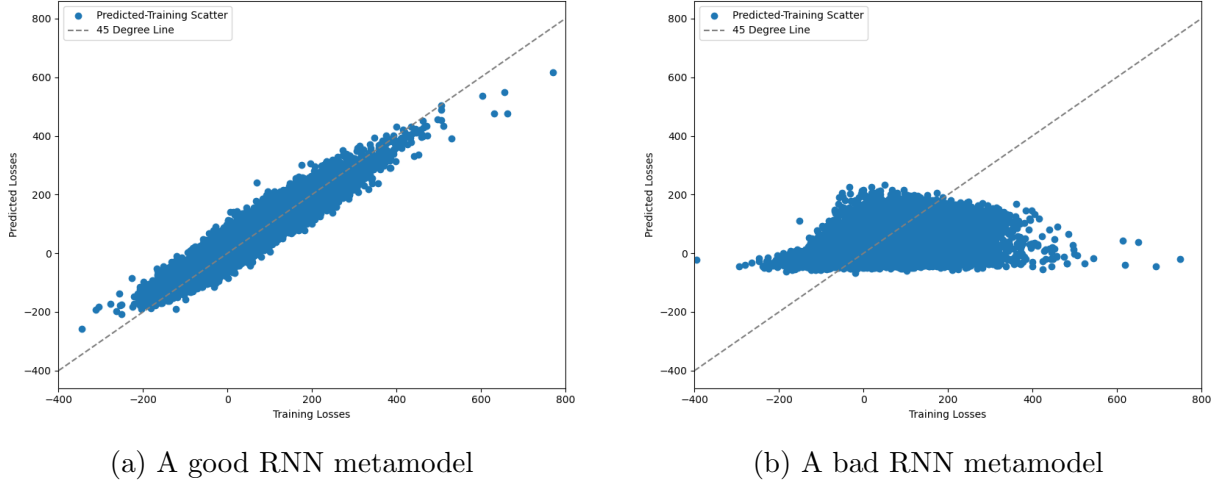 Predicted-Training Scatter
45 Degree Line
800
600
400
200
0
−200
−400
Predicted Losses
−400 −200 0 200 400 600 800
Training Losses
(a) A good RNN metamodel
Predicted-Training Scatter
45 Degree Line
800
600
400
200
0
−200
−400
Predicted Losses
−400 −200 0 200 400 600 800
Training Losses
(b) A bad RNN metamodel